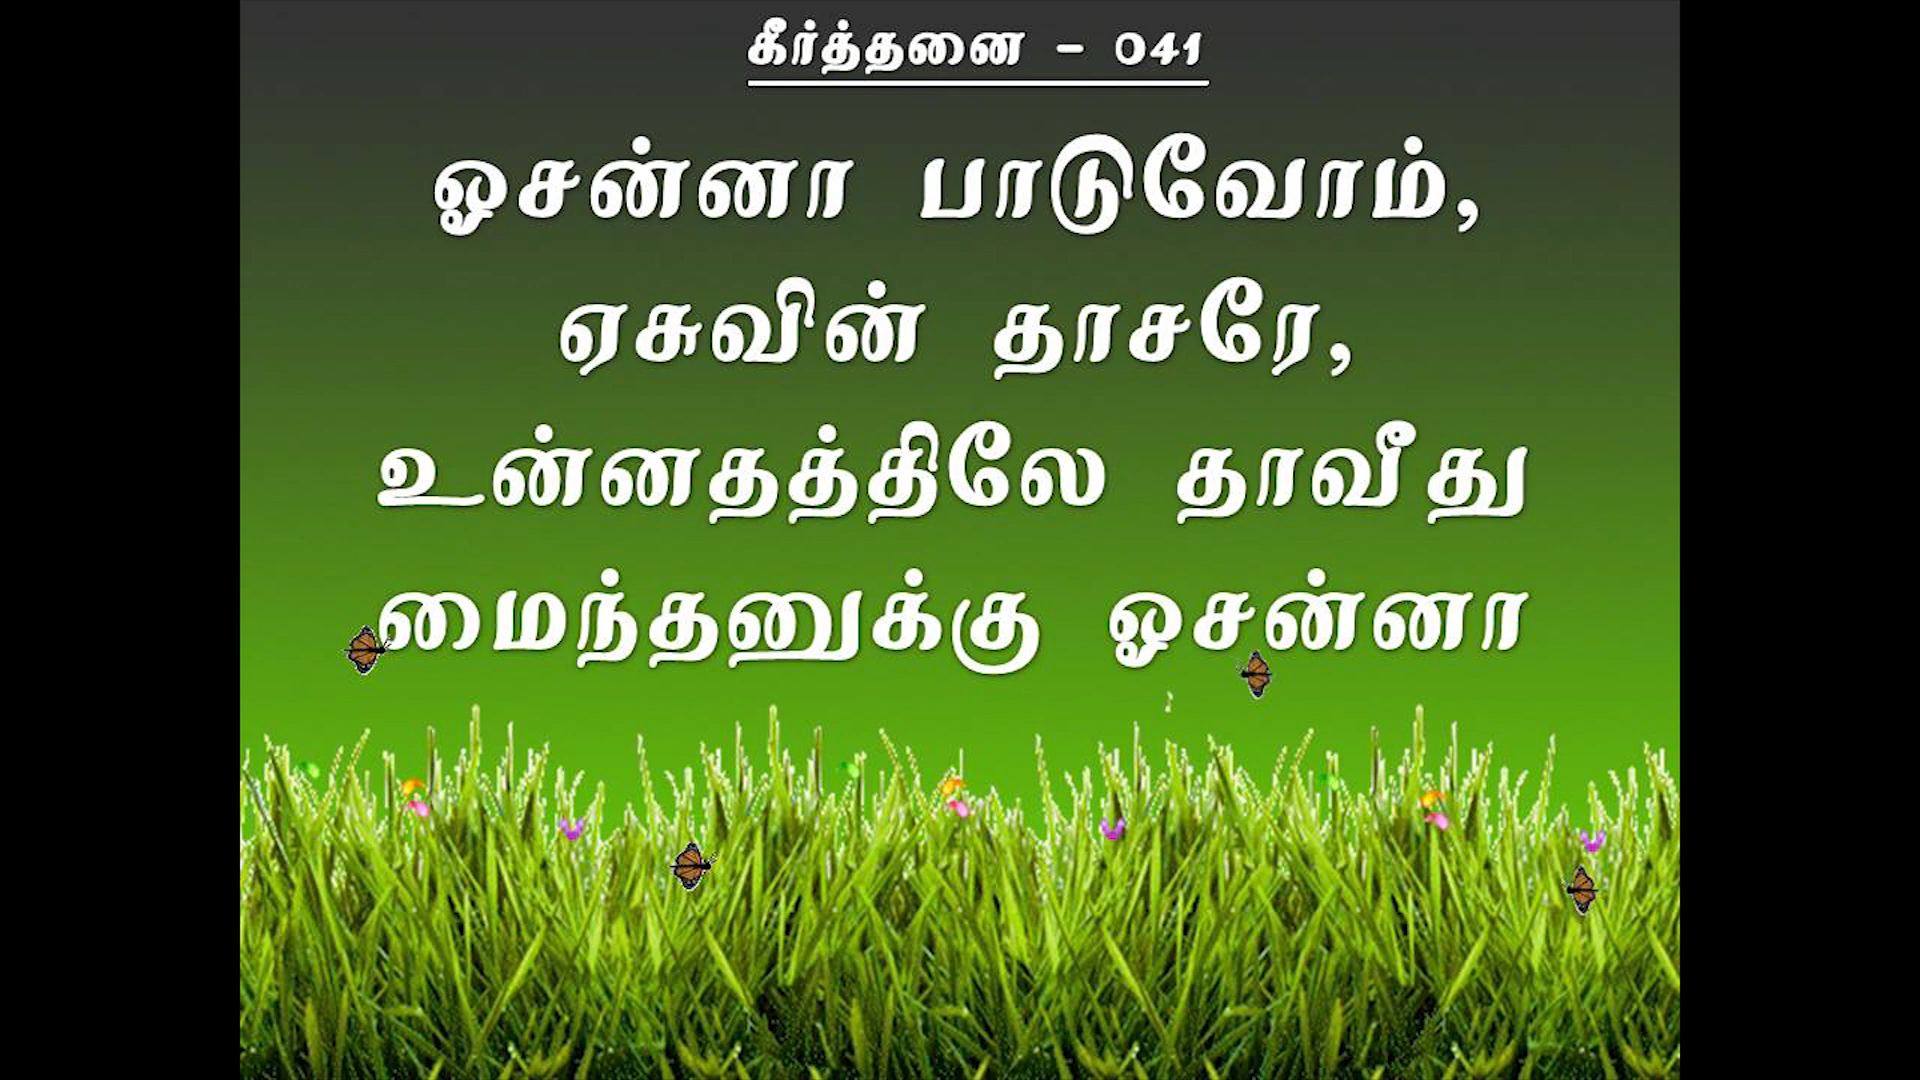 கீர்த்தனை - 041
ஓசன்னா பாடுவோம்,
ஏசுவின் தாசரே,
உன்னதத்திலே தாவீது
மைந்தனுக்கு ஓசன்னா